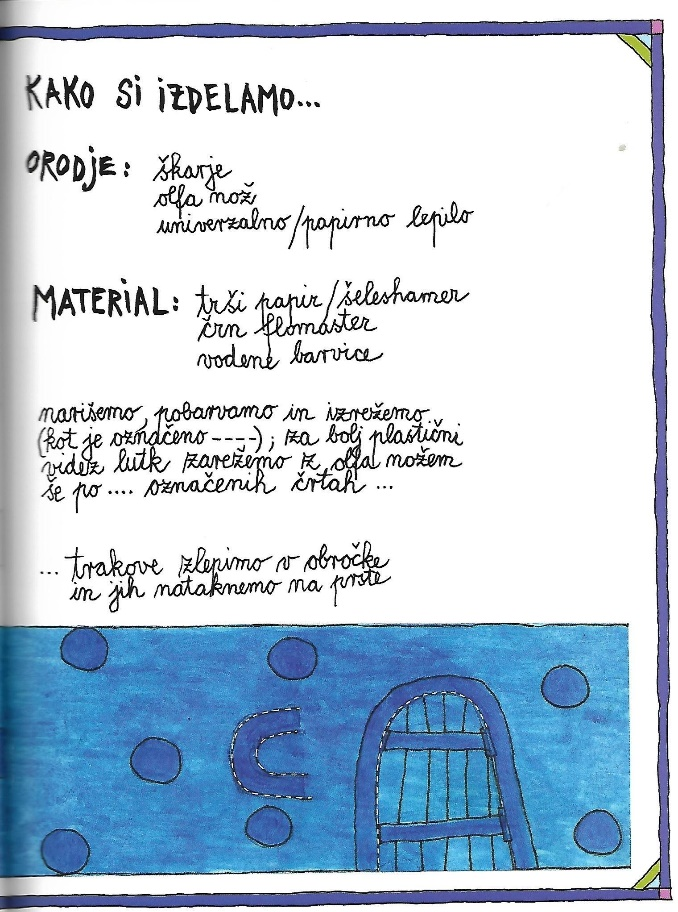 KAKO Si iZDELAMO...
ORODjE: škarje
olfa nož
univerzalno/papirno lepilo
MATERiAL: trši papir/šeleshamer
črn flomaster
vodene barvice
narišemo, pobarvamo in izrežemo
(kot je označeno ----); za bolj plastični
videz lutk zarežemo z olfa nožem
še po .... označenih črtah ...
... trakove zlepimo v obročke
in jih nataknemo na prste